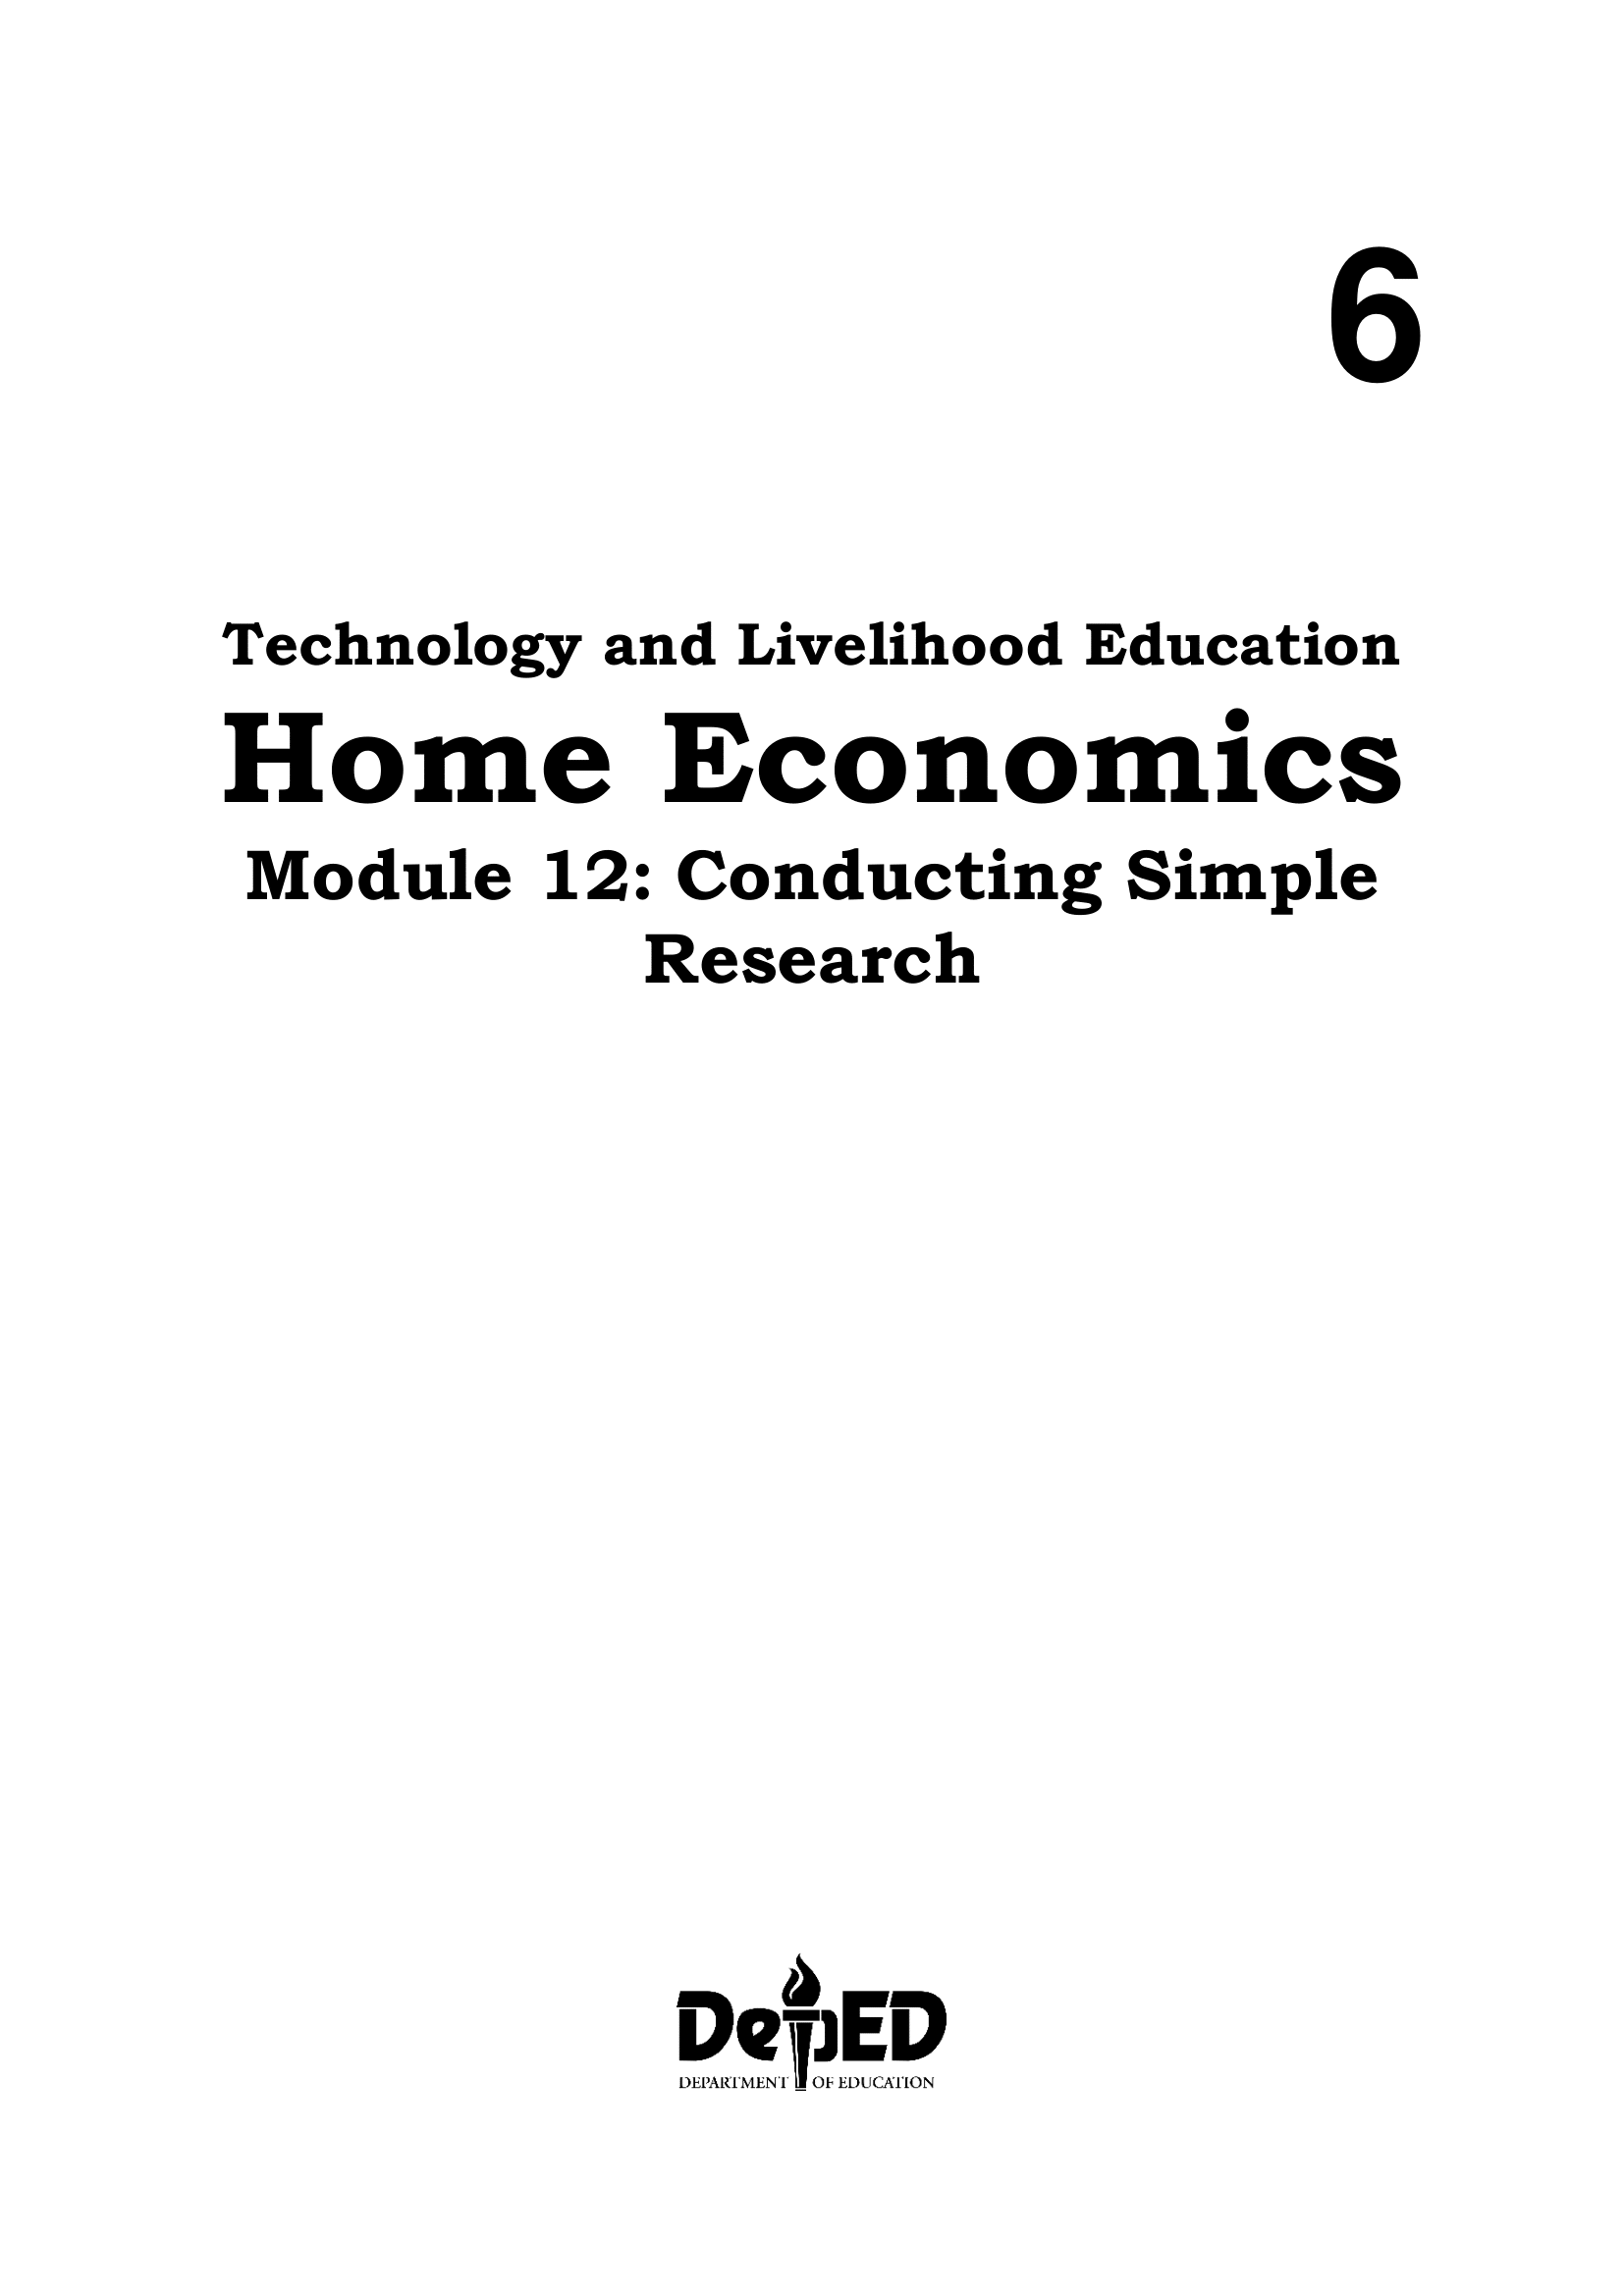 6
Technology and Livelihood Education
Home Economics
Module 12: Conducting Simple
Research
DepED
DEPARTMENT OF EDUCATION